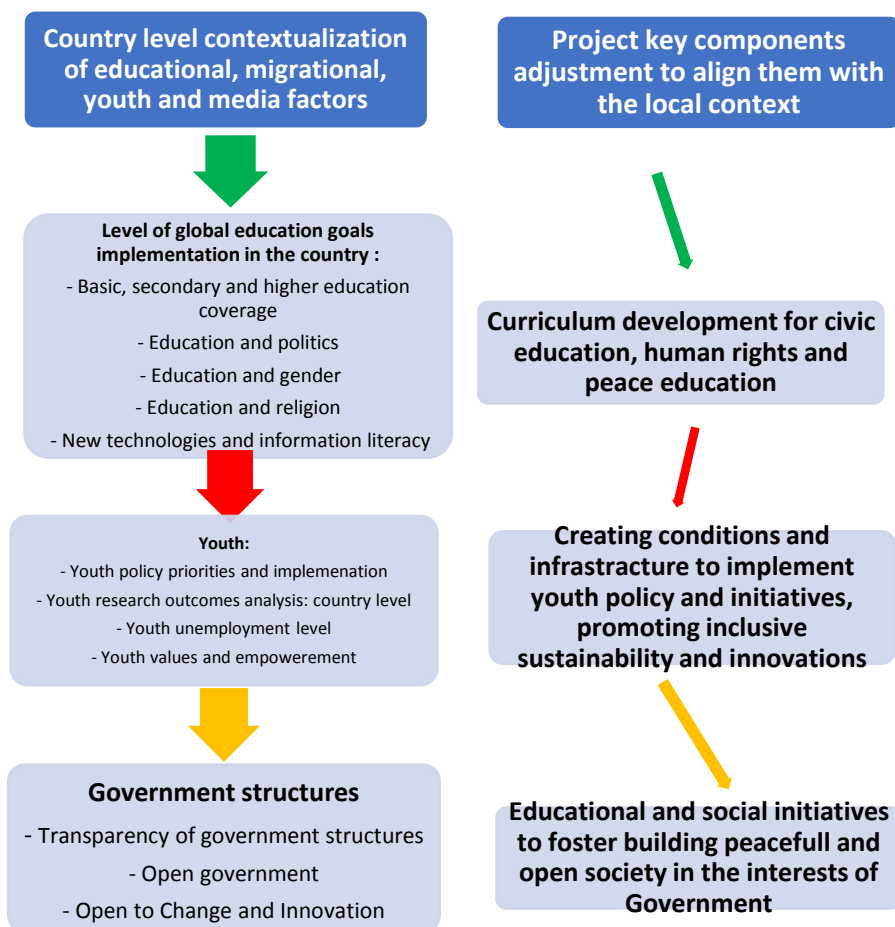 Country level contextualization
of educational, migrational,
youth and media factors
Level of global education goals
implementation in the country :
- Basic, secondary and higher education
coverage
- Education and politics
- Education and gender
- Education and religion
- New technologies and information literacy
Youth:
- Youth policy priorities and implemenation
- Youth research outcomes analysis: country level
- Youth unemployment level
- Youth values and empowerement
Government structures
- Transparency of government structures
- Open government
- Open to Change and Innovation
Project key components
adjustment to align them with
the local context
Curriculum development for civic
education, human rights and
peace education
Creating conditions and
infrastracture to implement
youth policy and initiatives,
promoting inclusive
sustainability and innovations
Educational and social initiatives
to foster building peacefull and
open society in the interests of
Government